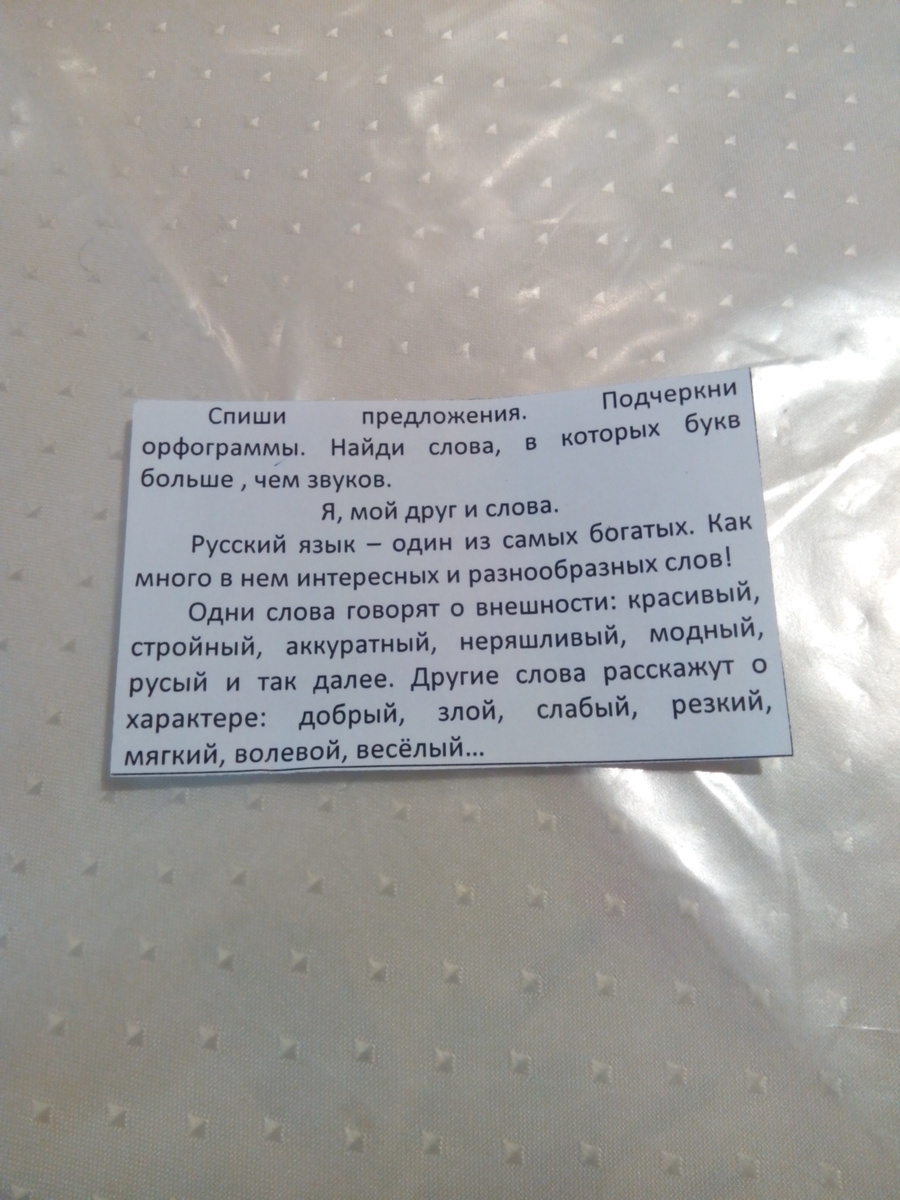 Спиши предложения. Подчеркни
орфограммы. Найди слова, в которых букв
больше , чем звуков.
Я, мой друг и слова.
Русский язык – один из самых богатых. Как
много в нем интересных и разнообразных слов!
Одни слова говорят о внешности: красивый,
стройный, аккуратный, неряшливый, модный,
русый и так далее. Другие слова расскажут о
характере: добрый, злой, слабый, резкий,
мягкий, волевой, весёлый...